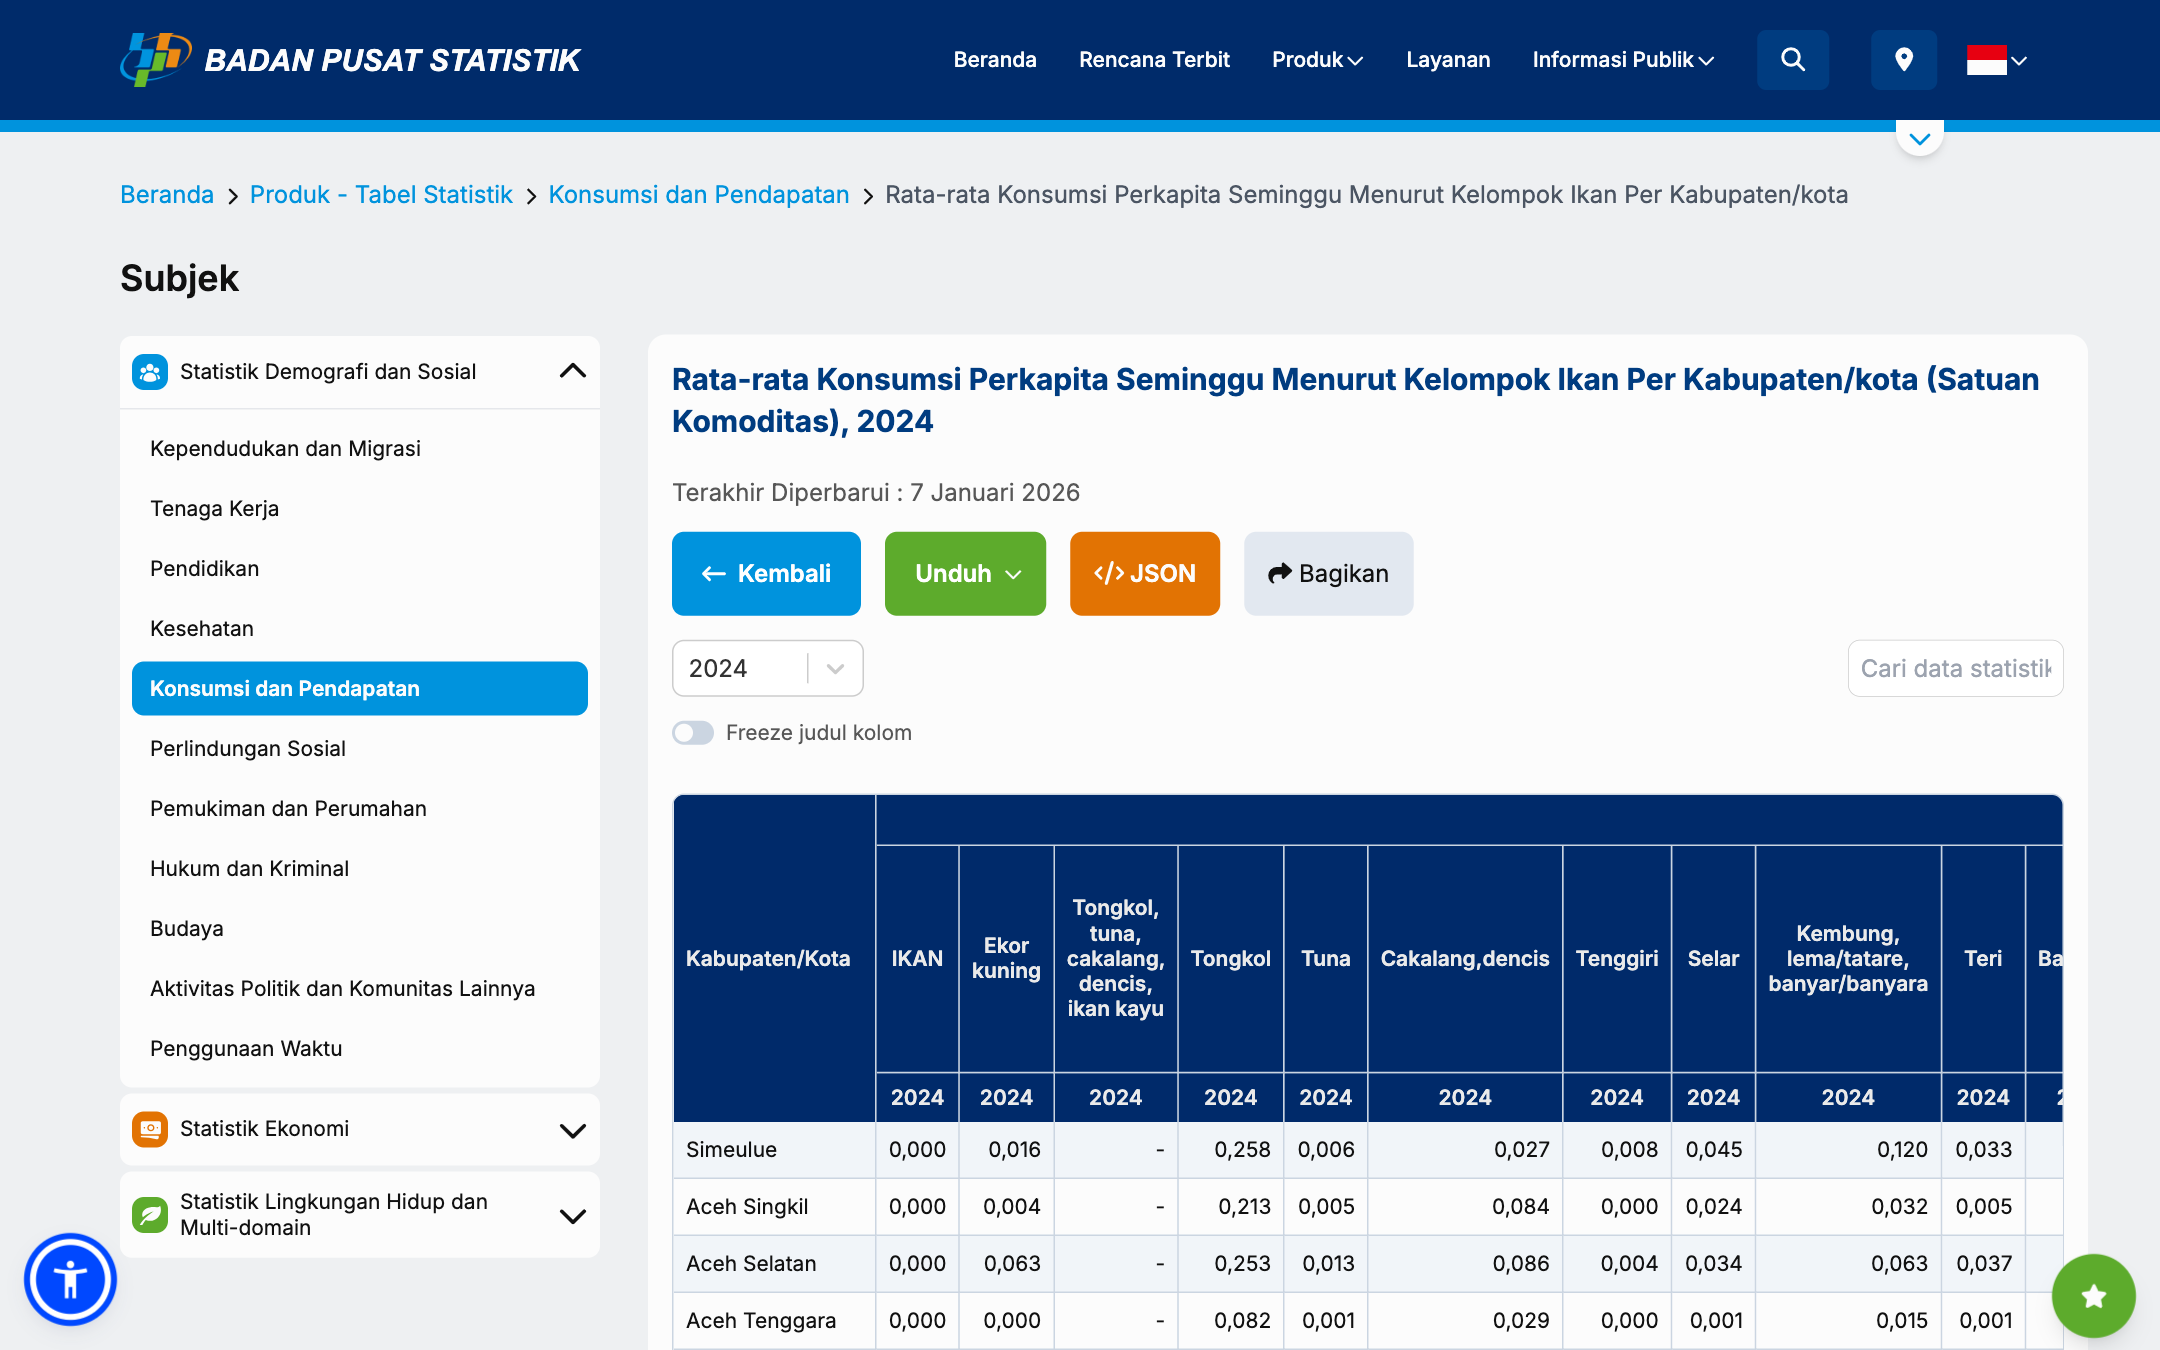 BADAN PUSAT STATISTIK
Beranda
Rencana Terbit
Produk
Layanan
Informasi Publik
Beranda > Produk - Tabel Statistik > Konsumsi dan Pendapatan > Rata-rata Konsumsi Perkapita Seminggu Menurut Kelompok Ikan Per Kabupaten/kota
Subjek
Statistik Demografi dan Sosial
Kependudukan dan Migrasi
Tenaga Kerja
Pendidikan
Kesehatan
Konsumsi dan Pendapatan
Perlindungan Sosial
Pemukiman dan Perumahan
Hukum dan Kriminal
Budaya
Aktivitas Politik dan Komunitas Lainnya
Penggunaan Waktu
Statistik Ekonomi
Statistik Lingkungan Hidup dan
Multi-domain
Rata-rata Konsumsi Perkapita Seminggu Menurut Kelompok Ikan Per Kabupaten/kota (Satuan
Komoditas), 2024
Terakhir Diperbarui : 7 Januari 2026
Kembali
Unduh
</> JSON
Bagikan
2024
Cari data statistik
Freeze judul kolom
Kabupaten/Kota
IKAN
Ekor
kuning
Tongkol,
tuna,
cakalang,
dencis,
ikan kayu
Tongkol
Tuna
Cakalang,dencis
Tenggiri
Selar
Kembung,
lema/tatare,
banyar/banyara
Teri
Ba
2024 2024 2024 2024 2024 2024 2024 2024 2024 2024
Simeulue 0,000 0,016 - 0,258 0,006 0,027 0,008 0,045 0,120 0,033
Aceh Singkil 0,000 0,004 - 0,213 0,005 0,084 0,000 0,024 0,032 0,005
Aceh Selatan 0,000 0,063 - 0,253 0,013 0,086 0,004 0,034 0,063 0,037
Aceh Tenggara 0,000 0,000 - 0,082 0,001 0,029 0,000 0,001 0,015 0,001